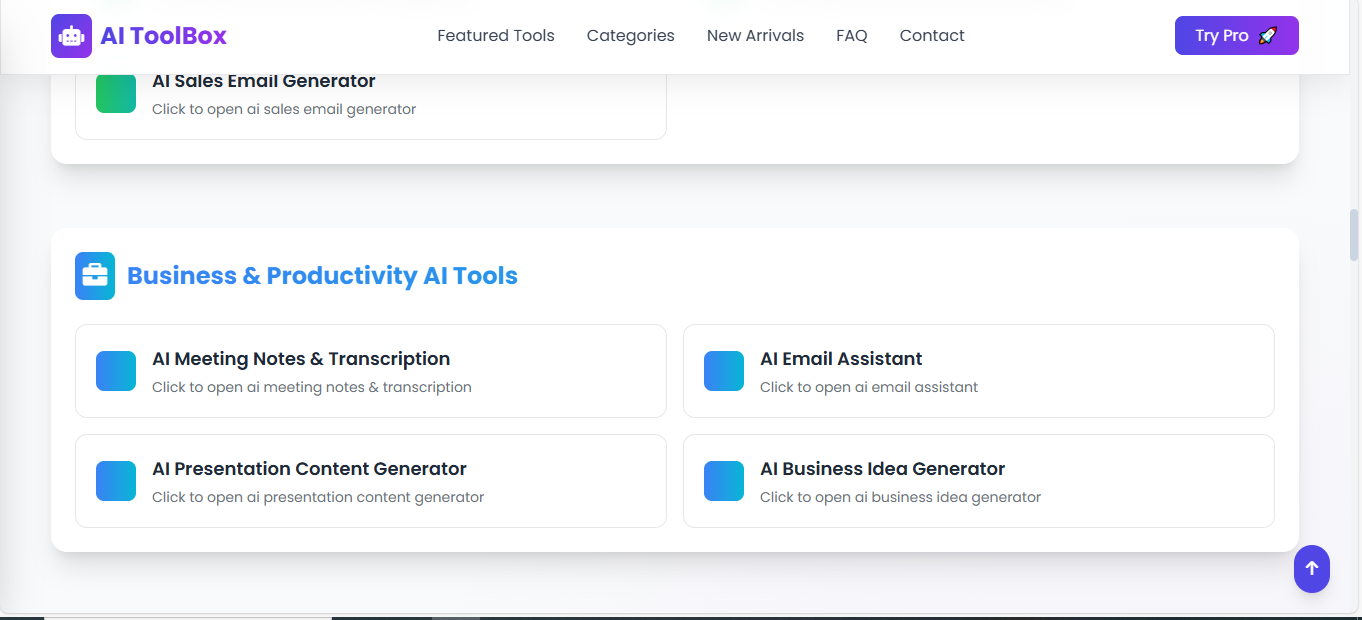 AI ToolBox
Featured Tools
Categories
New Arrivals
FAQ
Contact
Try Pro 🚀
AI Sales Email Generator
Click to open ai sales email generator
Business & Productivity AI Tools
AI Meeting Notes & Transcription
Click to open ai meeting notes & transcription
AI Email Assistant
Click to open ai email assistant
AI Presentation Content Generator
Click to open ai presentation content generator
AI Business Idea Generator
Click to open ai business idea generator